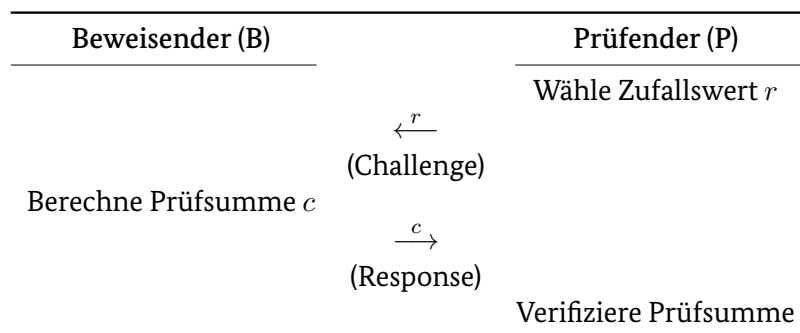 Beweisender (B) Prüfender (P)
Wähle Zufallswert r
r
←
(Challenge)
Berechne Prüfsumme c
c
→
(Response)
Verifiziere Prüfsumme